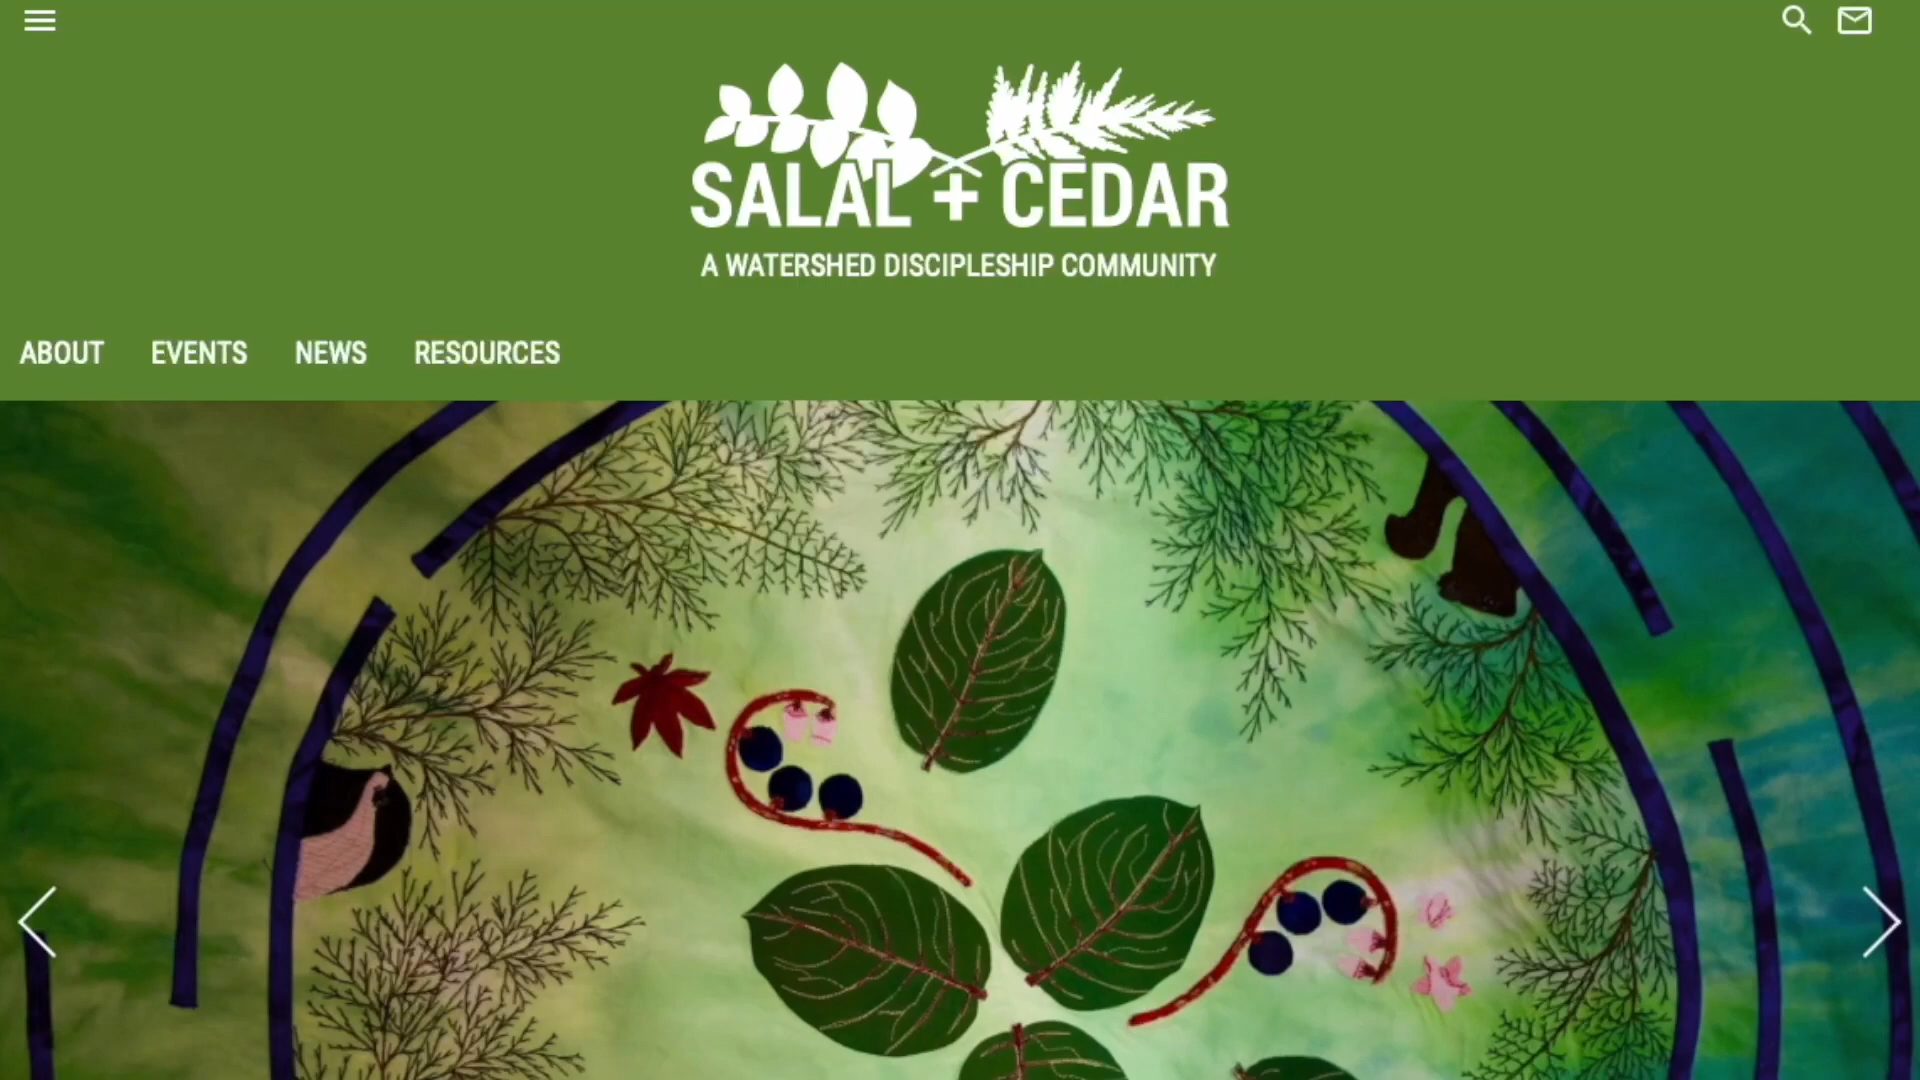 SALAL + CEDAR
A WATERSHED DISCIPLESHIP COMMUNITY
ABOUT EVENTS NEWS RESOURCES